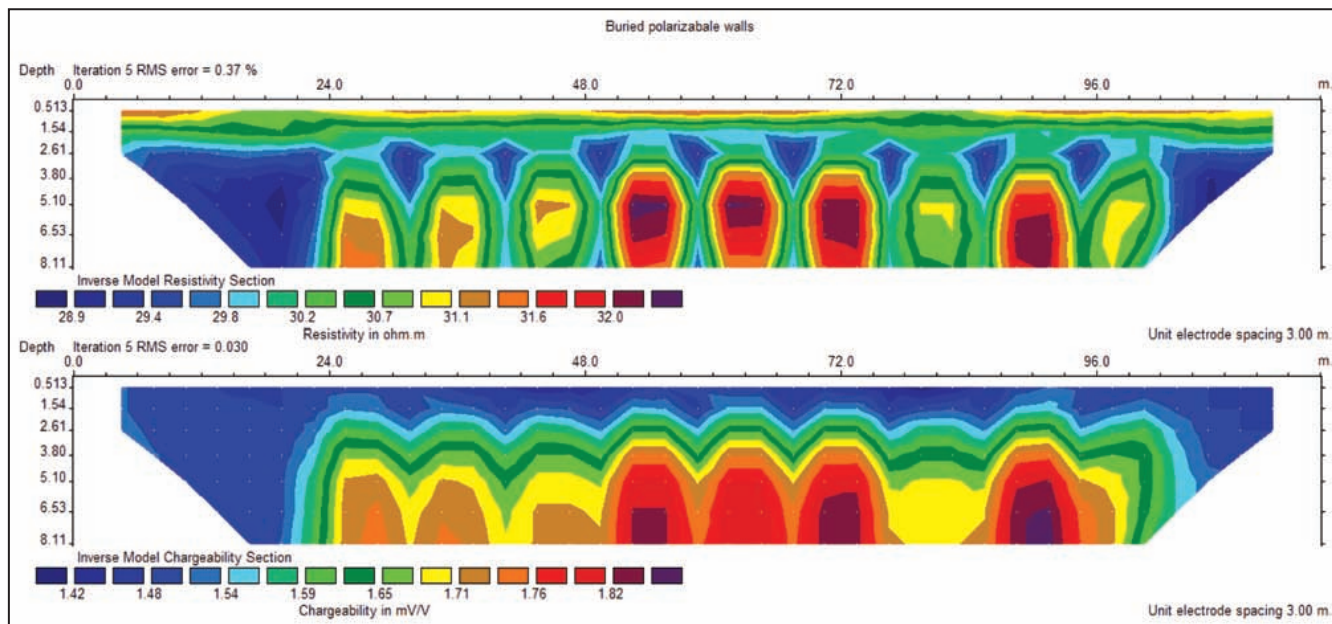 Buried polarizabale walls
Depth Iteration 5 RMS error = 0.37 %
0.0 24.0 48.0 72.0 96.0 m.
0.513
1.54
2.61
3.80
5.10
6.53
8.11
Inverse Model Resistivity Section
28.9 29.4 29.8 30.2 30.7 31.1 31.6 32.0
Resistivity in ohm.m Unit electrode spacing 3.00 m.
Depth Iteration 5 RMS error = 0.030
0.0 24.0 48.0 72.0 96.0 m.
0.513
1.54
2.61
3.80
5.10
6.53
8.11
Inverse Model Chargeability Section
1.42 1.48 1.54 1.59 1.65 1.71 1.76 1.82
Chargeability in mV/V Unit electrode spacing 3.00 m.